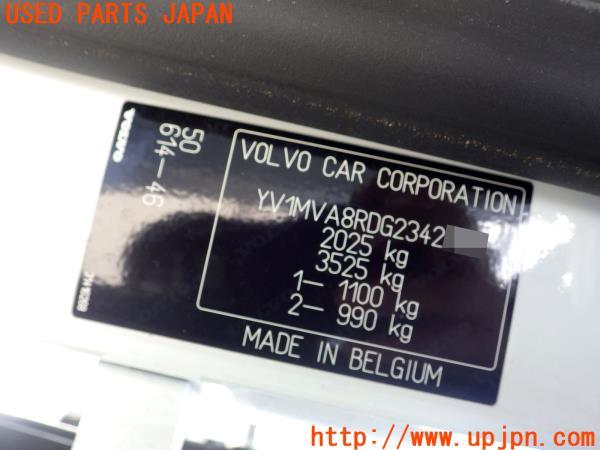 USED PARTS JAPAN
VOLVO
50
614-46
VOLVO CAR CORPORATION
YV1MVA8RDG2342
2025 kg
3525 kg
1- 1100 kg
2- 990 kg
MADE IN BELGIUM
http://www.upjpn.com